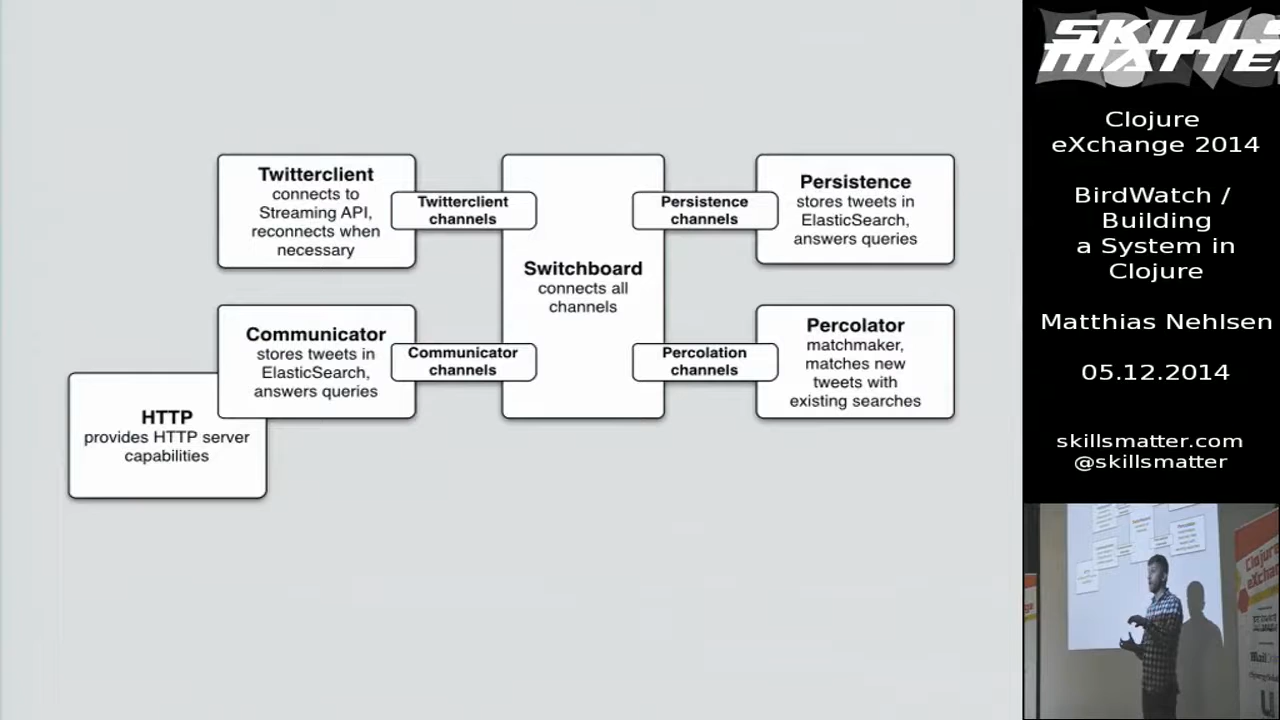 Twitterclient
connects to
Streaming API,
reconnects when
necessary
Twitterclient
channels
Switchboard
connects all
channels
Persistence
channels
Persistence
stores tweets in
ElasticSearch,
answers queries
Communicator
stores tweets in
ElasticSearch,
answers queries
Communicator
channels
Percolation
channels
Percolator
matchmaker,
matches new
tweets with
existing searches
HTTP
provides HTTP server
capabilities
SKILLS
MATTER
Clojure
eXchange 2014
BirdWatch /
Building
a System in
Clojure
Matthias Nehlsen
05.12.2014
skillsmatter.com
@skillsmatter